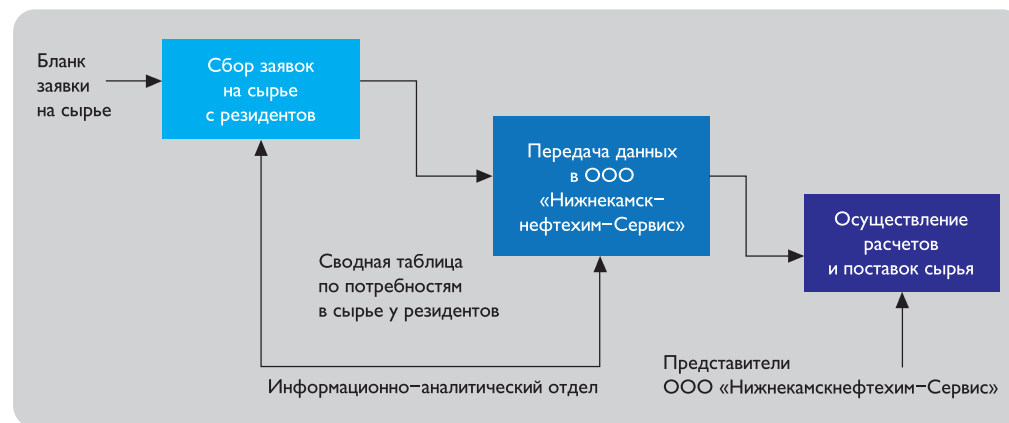 Бланк
заявки
на сырье
Сбор заявок
на сырье
с резидентов
Передача данных
в ООО
«Нижнекамск-
нефтехим-Сервис»
Осуществление
расчетов
и поставок сырья
Сводная таблица
по потребностям
в сырье у резидентов
Информационно-аналитический отдел
Представители
ООО «Нижнекамскнефтехим-Сервис»